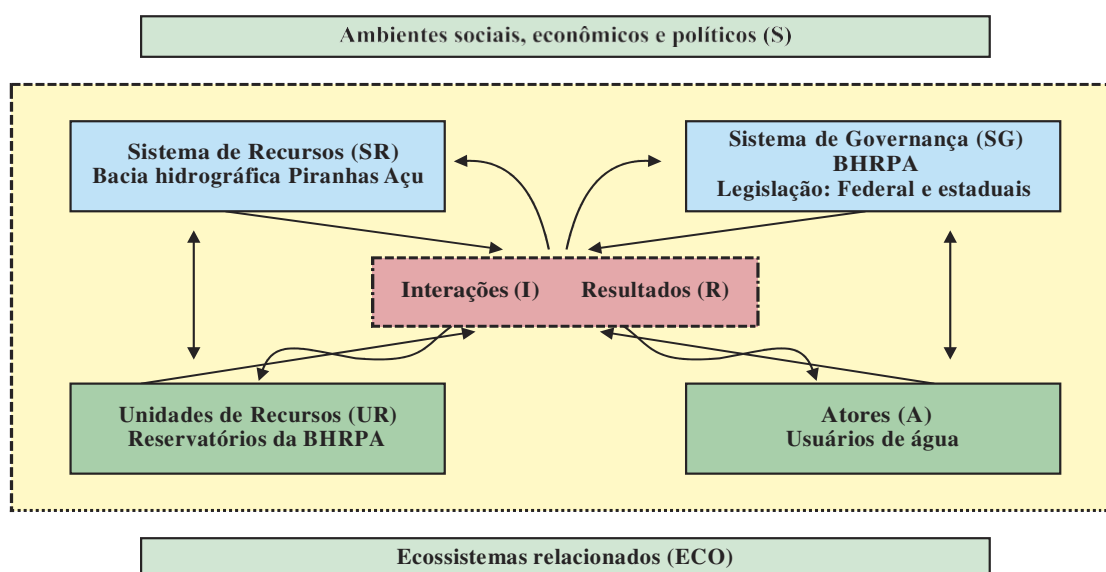 Ambientes sociais, econômicos e políticos (S)
Sistema de Recursos (SR)
Bacia hidrográfica Piranhas Açu
Sistema de Governança (SG)
BHRPA
Legislação: Federal e estaduais
Interações (I) Resultados (R)
Unidades de Recursos (UR)
Reservatórios da BHRPA
Atores (A)
Usuários de água
Ecossistemas relacionados (ECO)